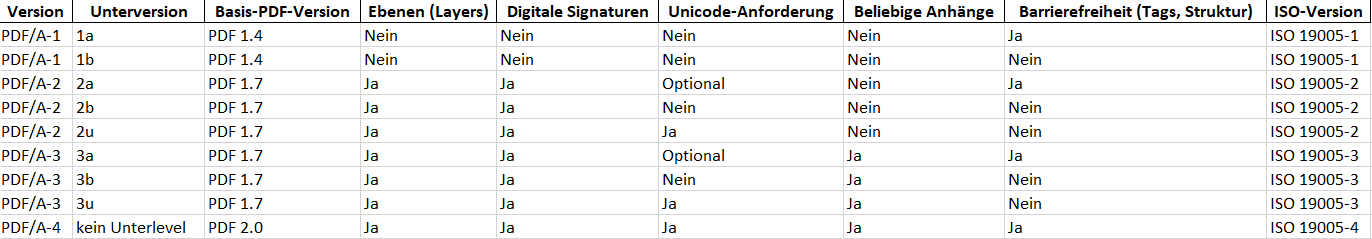 Version Unterversion Basis-PDF-Version Ebenen (Layers) Digitale Signaturen Unicode-Anforderung Beliebige Anhänge Barrierefreiheit (Tags, Struktur) ISO-Version
PDF/A-1 1a PDF 1.4 Nein Nein Nein Nein Ja ISO 19005-1
PDF/A-1 1b PDF 1.4 Nein Nein Nein Nein Nein ISO 19005-1
PDF/A-2 2a PDF 1.7 Ja Ja Optional Nein Ja ISO 19005-2
PDF/A-2 2b PDF 1.7 Ja Ja Nein Nein Nein ISO 19005-2
PDF/A-2 2u PDF 1.7 Ja Ja Ja Nein Nein ISO 19005-2
PDF/A-3 3a PDF 1.7 Ja Ja Optional Ja Ja ISO 19005-3
PDF/A-3 3b PDF 1.7 Ja Ja Nein Ja Nein ISO 19005-3
PDF/A-3 3u PDF 1.7 Ja Ja Ja Ja Nein ISO 19005-3
PDF/A-4 kein Unterlevel PDF 2.0 Ja Ja Ja Ja Ja ISO 19005-4